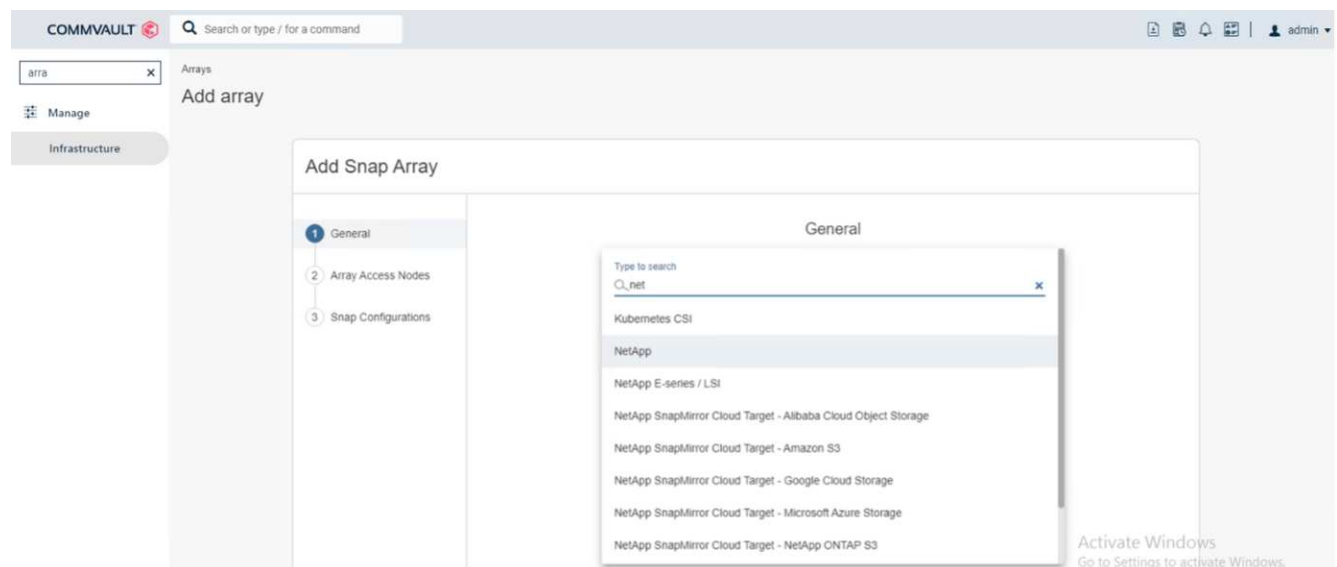 COMMVAULT
Search or type / for a command
admin
arra
Manage
Infrastructure
Arrays
Add array
Add Snap Array
1 General
2 Array Access Nodes
3 Snap Configurations
General
Type to search
net
Kubernetes CSI
NetApp
NetApp E-series / LSI
NetApp SnapMirror Cloud Target - Alibaba Cloud Object Storage
NetApp SnapMirror Cloud Target - Amazon S3
NetApp SnapMirror Cloud Target - Google Cloud Storage
NetApp SnapMirror Cloud Target - Microsoft Azure Storage
NetApp SnapMirror Cloud Target - NetApp ONTAP S3
Activate Windows
Go to Settings to activate Windows.